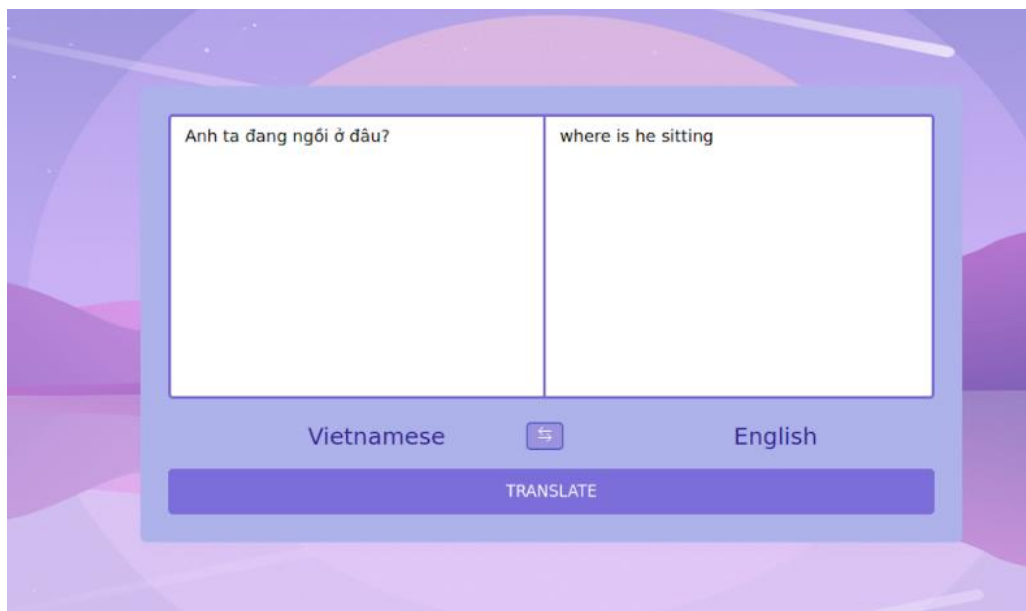 Anh ta đang ngồi ở đâu?
where is he sitting
Vietnamese
⇆
English
TRANSLATE